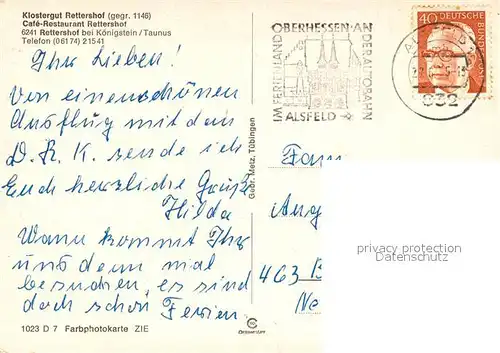 Klostergut Rettershof (gegr. 1146)
Café-Restaurant Rettershof
6241 Rettershof bei Königstein / Taunus
Telefon (06174) 21541
Ihr Lieben!
Von einem schönen
Ausflug mit dem
D. R. K. sende ich
Euch herzliche Grüße
Hilda
Wann kommt Ihr
uns denn mal
besuchen, es sind
doch schon Ferien.
1023 D 7 Farbphotokarte ZIE
Gebr. Metz, Tübingen
IM FERIENLAND OBERHESSEN · AN DER AUTOBAHN
ALSFELD
40 DEUTSCHE BUNDESPOST
Fam
Aug
463 B
Ne
privacy protection